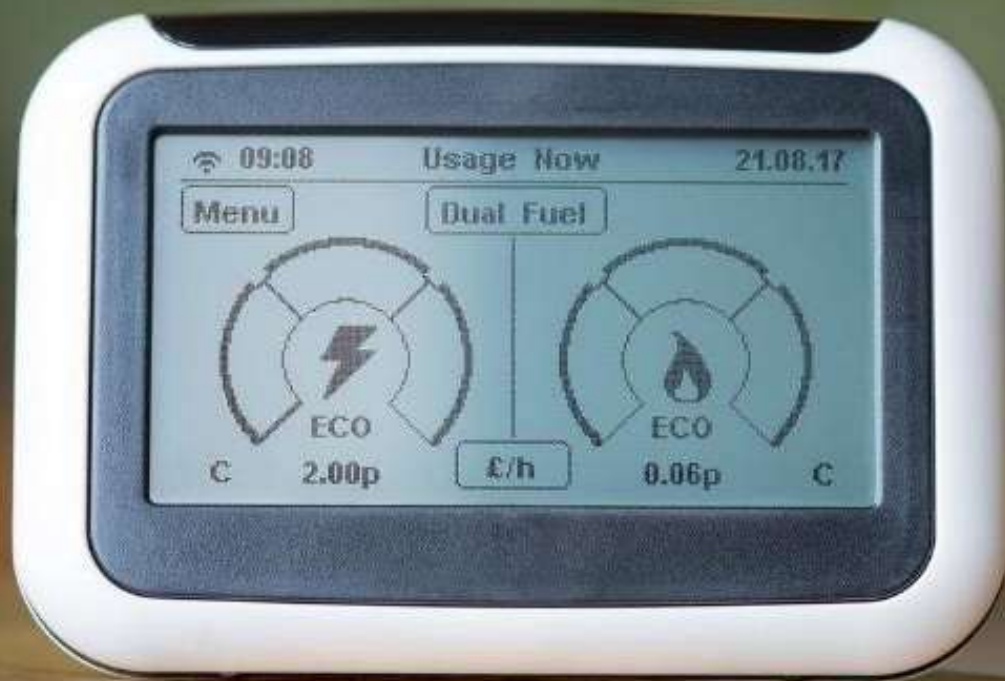 09:08 Usage Now 21.08.17
Menu Dual Fuel
ECO ECO
C 2.00p £/h 0.06p C